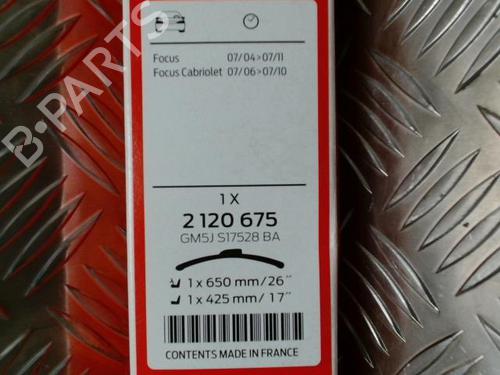 B-PARTS
Focus 07/04>07/11
Focus Cabriolet 07/06>07/10
1 X
2 120 675
GM5J S17528 BA
1 x 650 mm/26″
1 x 425 mm/17″
CONTENTS MADE IN FRANCE